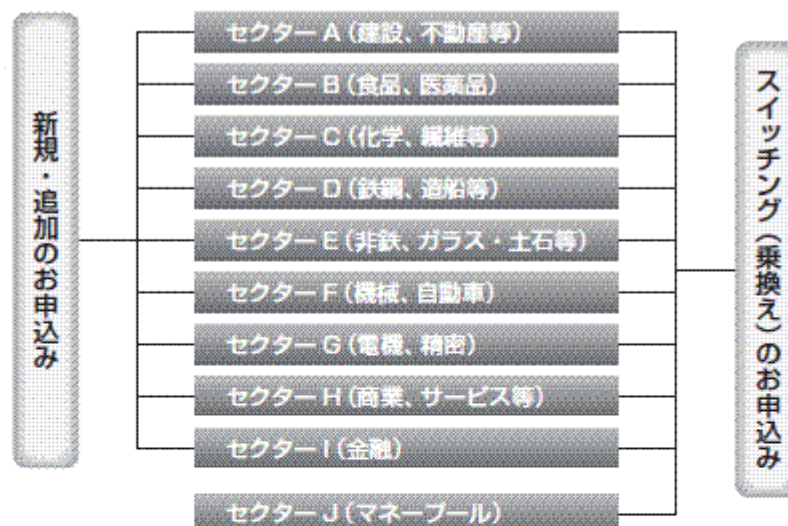 新規・追加のお申込み
セクターA(建設、不動産等)
セクターB(食品、医薬品)
セクターC(化学、繊維等)
セクターD(鉄鋼、造船等)
セクターE(非鉄、ガラス・土石等)
セクターF(機械、自動車)
セクターG(電機、精密)
セクターH(商業、サービス等)
セクターI(金融)
セクターJ(マネープール)
スイッチング(乗換え)のお申込み